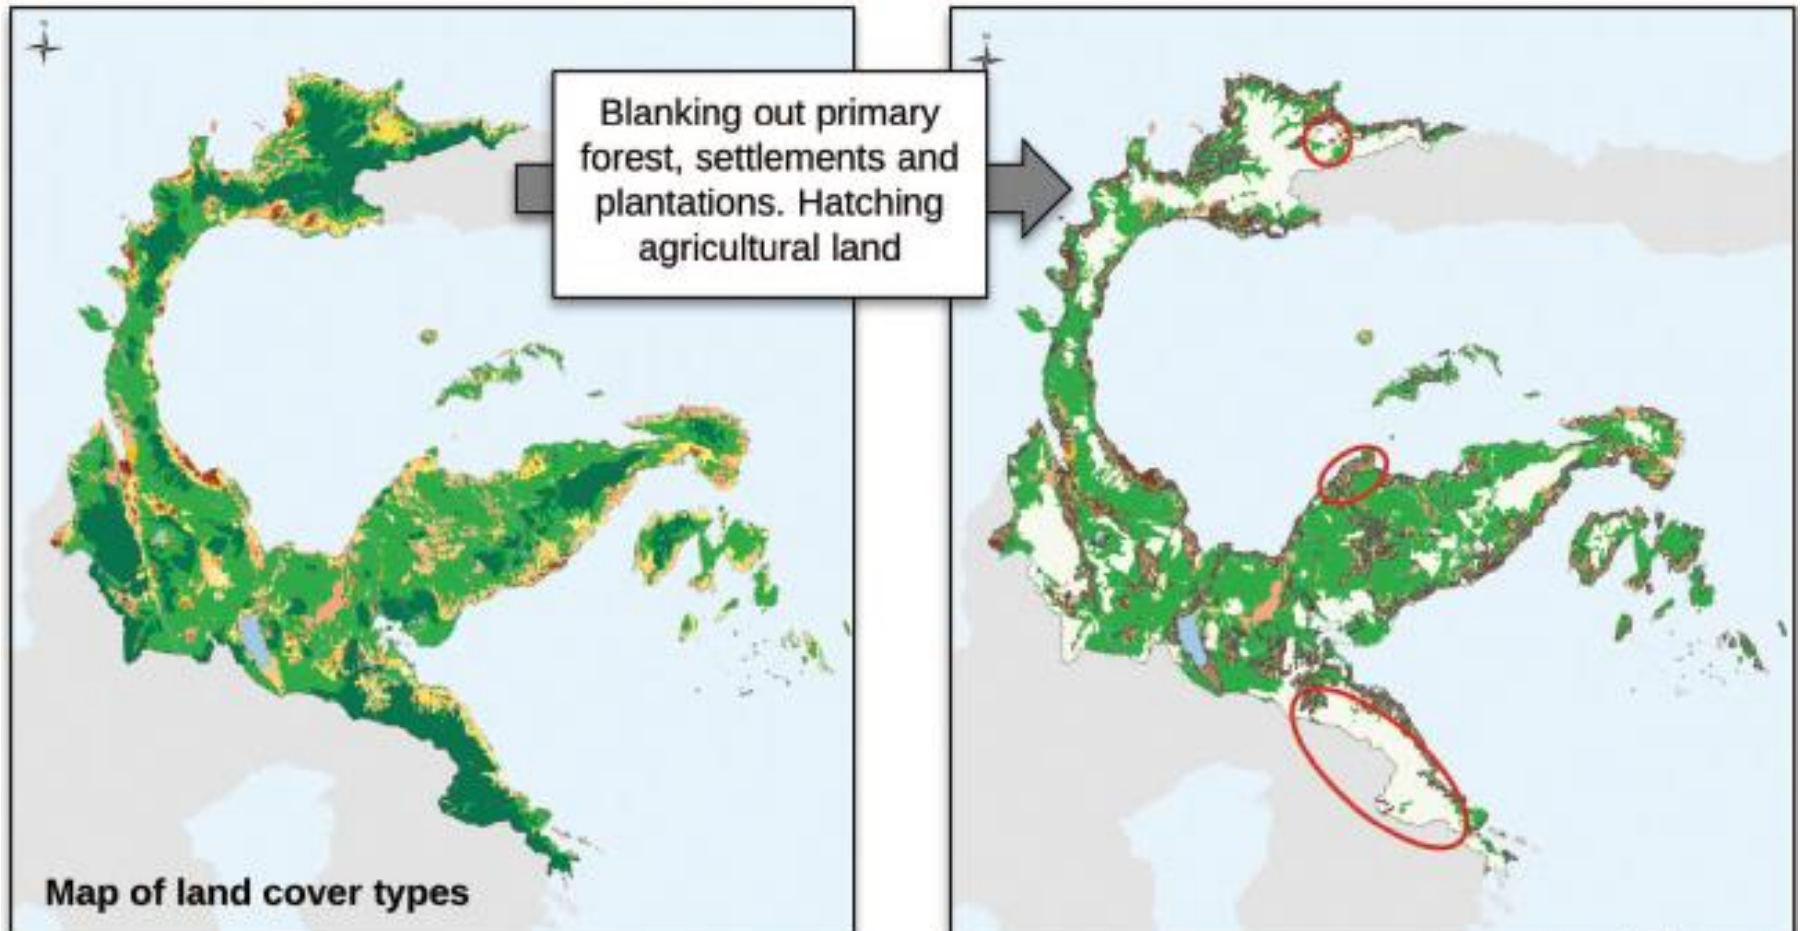 Blanking out primary
forest, settlements and
plantations. Hatching
agricultural land
Map of land cover types